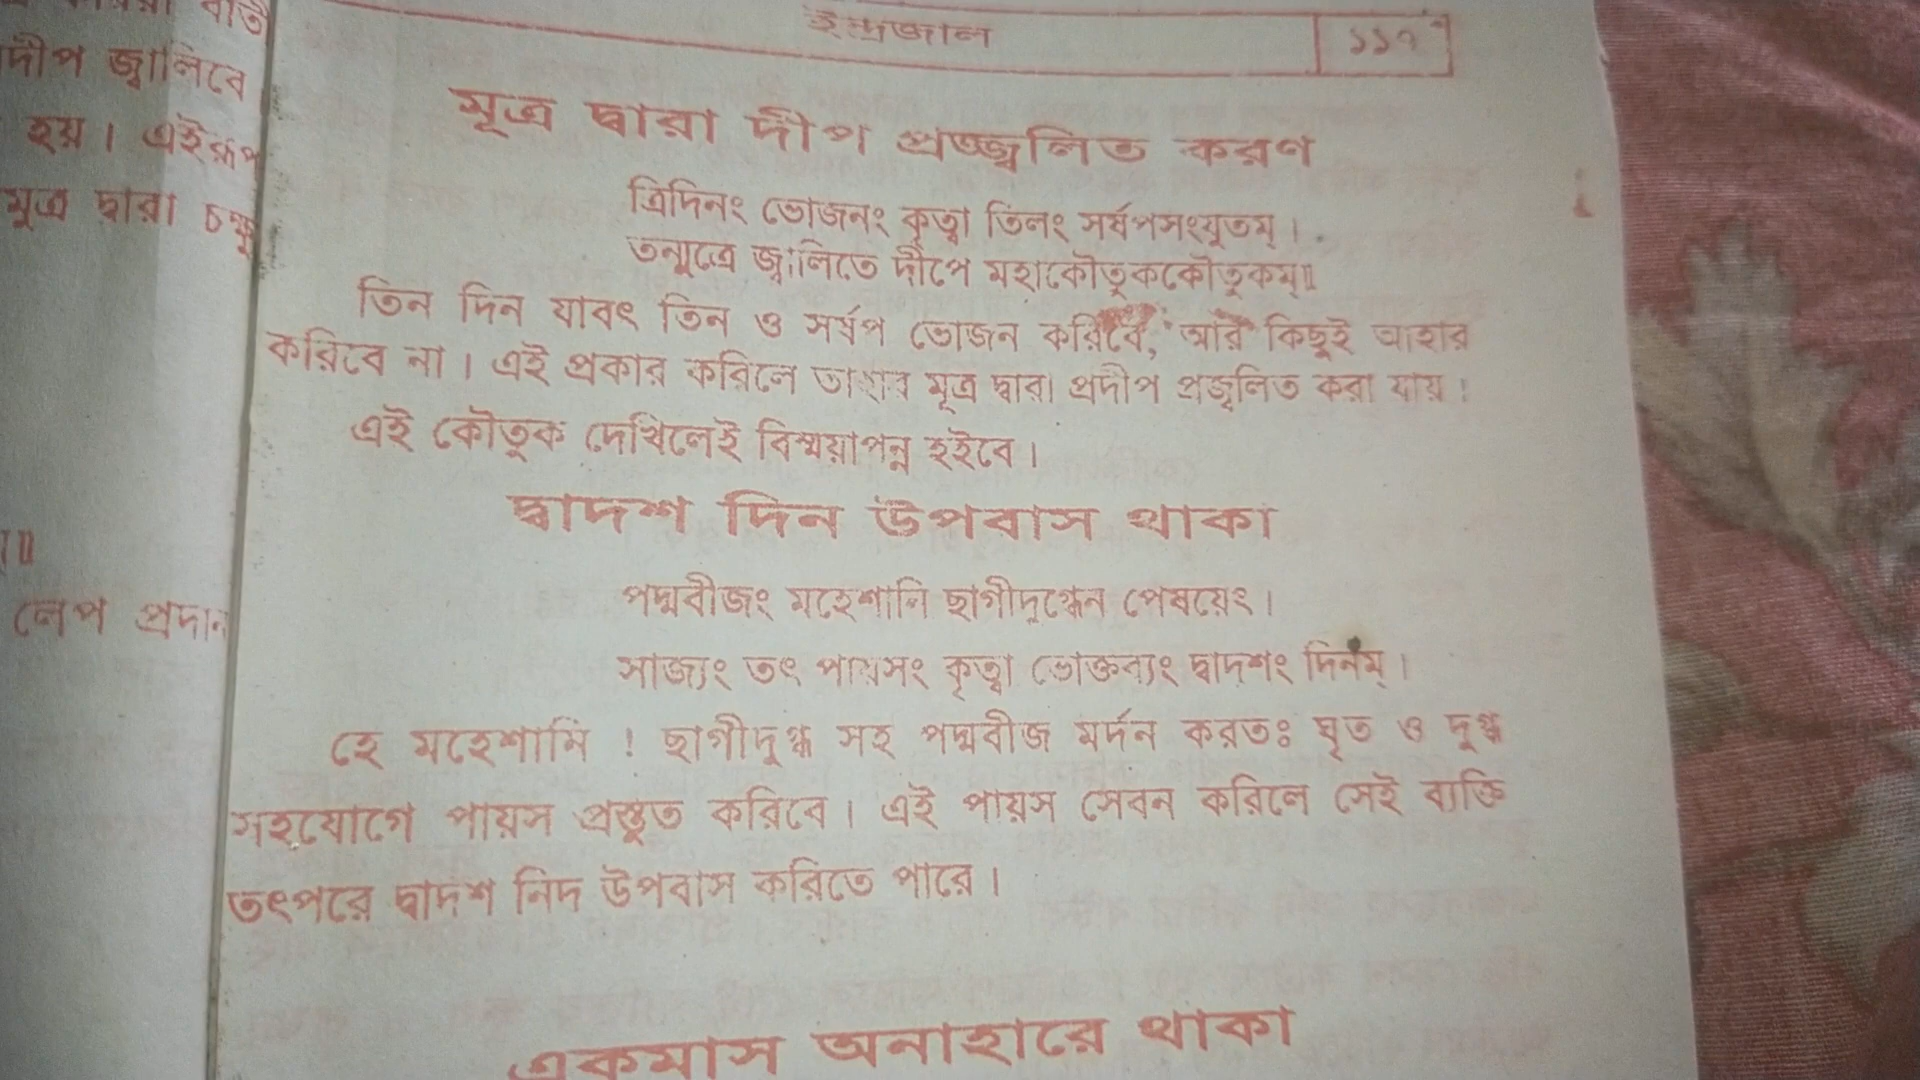 দীপ জ্বালিবে
হয়। এইরূপ
মূত্র দ্বারা চক্ষু
লেপ প্রদান
ইন্দ্রজাল
১১৭
মূত্র দ্বারা দীপ প্রজ্জ্বলিত করণ
ত্রিদিনং ভোজনং কৃত্বা তিলং সর্ষপসংযুতম্।
তন্মুত্রে জ্বালিতে দীপে মহাকৌতুককৌতুকম্॥
তিন দিন যাবৎ তিন ও সর্ষপ ভোজন করিবে, আর কিছুই আহার
করিবে না। এই প্রকার করিলে তাহার মূত্র দ্বারা প্রদীপ প্রজ্বলিত করা যায়।
এই কৌতুক দেখিলেই বিস্ময়াপন্ন হইবে।
দ্বাদশ দিন উপবাস থাকা
পদ্মবীজং মহেশানি ছাগীদুগ্ধেন পেষয়েং।
সাজ্যং তৎ পায়সং কৃত্বা ভোক্তব্যং দ্বাদশং দিনম্।
হে মহেশানি ! ছাগীদুগ্ধ সহ পদ্মবীজ মর্দন করতঃ ঘৃত ও দুগ্ধ
সহযোগে পায়স প্রস্তুত করিবে। এই পায়স সেবন করিলে সেই ব্যক্তি
তৎপরে দ্বাদশ নিদ উপবাস করিতে পারে।
একমাস অনাহারে থাকা